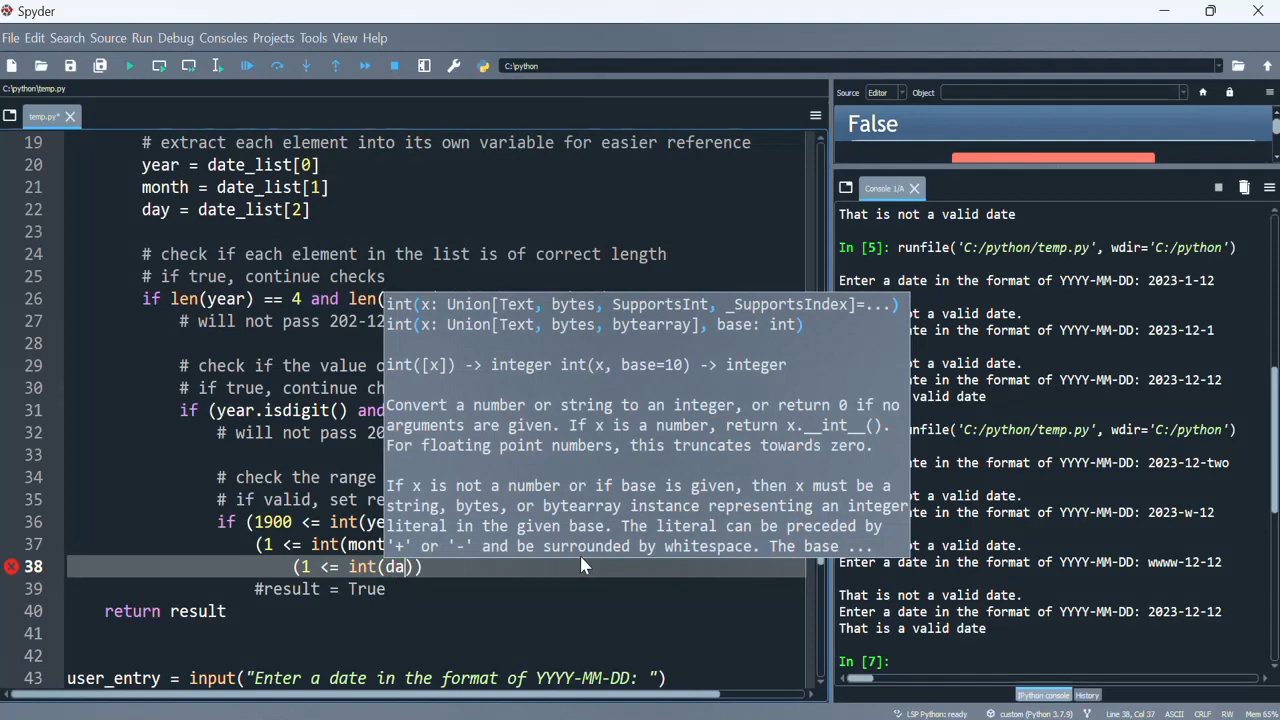 Spyder
File Edit Search Source Run Debug Consoles Projects Tools View Help
C:\python
C:\python\temp.py
temp.py*
19 # extract each element into its own variable for easier reference
20 year = date_list[0]
21 month = date_list[1]
22 day = date_list[2]
23
24 # check if each element in the list is of correct length
25 # if true, continue checks
26 if len(year) == 4 and len(
27 # will not pass 202-12
28
29 # check if the value o
30 # if true, continue ch
31 if (year.isdigit() and
32 # will not pass 20
33
34 # check the range
35 # if valid, set re
36 if (1900 <= int(ye
37 (1 <= int(mont
38 (1 <= int(da))
39 #result = True
40 return result
41
42
43 user_entry = input("Enter a date in the format of YYYY-MM-DD: ")
int(x: Union[Text, bytes, SupportsInt, _SupportsIndex]=...)
int(x: Union[Text, bytes, bytearray], base: int)
int([x]) -> integer int(x, base=10) -> integer
Convert a number or string to an integer, or return 0 if no
arguments are given. If x is a number, return x.__int__().
For floating point numbers, this truncates towards zero.
If x is not a number or if base is given, then x must be a
string, bytes, or bytearray instance representing an integer
literal in the given base. The literal can be preceded by
'+' or '-' and be surrounded by whitespace. The base ...
Source Editor Object
False
Console 1/A
That is not a valid date
In [5]: runfile('C:/python/temp.py', wdir='C:/python')
Enter a date in the format of YYYY-MM-DD: 2023-1-12
ot a valid date.
te in the format of YYYY-MM-DD: 2023-12-1
ot a valid date.
te in the format of YYYY-MM-DD: 2023-12-12
valid date
nfile('C:/python/temp.py', wdir='C:/python')
te in the format of YYYY-MM-DD: 2023-12-two
ot a valid date.
te in the format of YYYY-MM-DD: 2023-w-12
ot a valid date.
Enter a date in the format of YYYY-MM-DD: wwww-12-12
That is not a valid date.
Enter a date in the format of YYYY-MM-DD: 2023-12-12
That is a valid date
In [7]:
IPython console History
LSP Python: ready custom (Python 3.7.9) Line 38, Col 37 ASCII CRLF RW Mem 65%